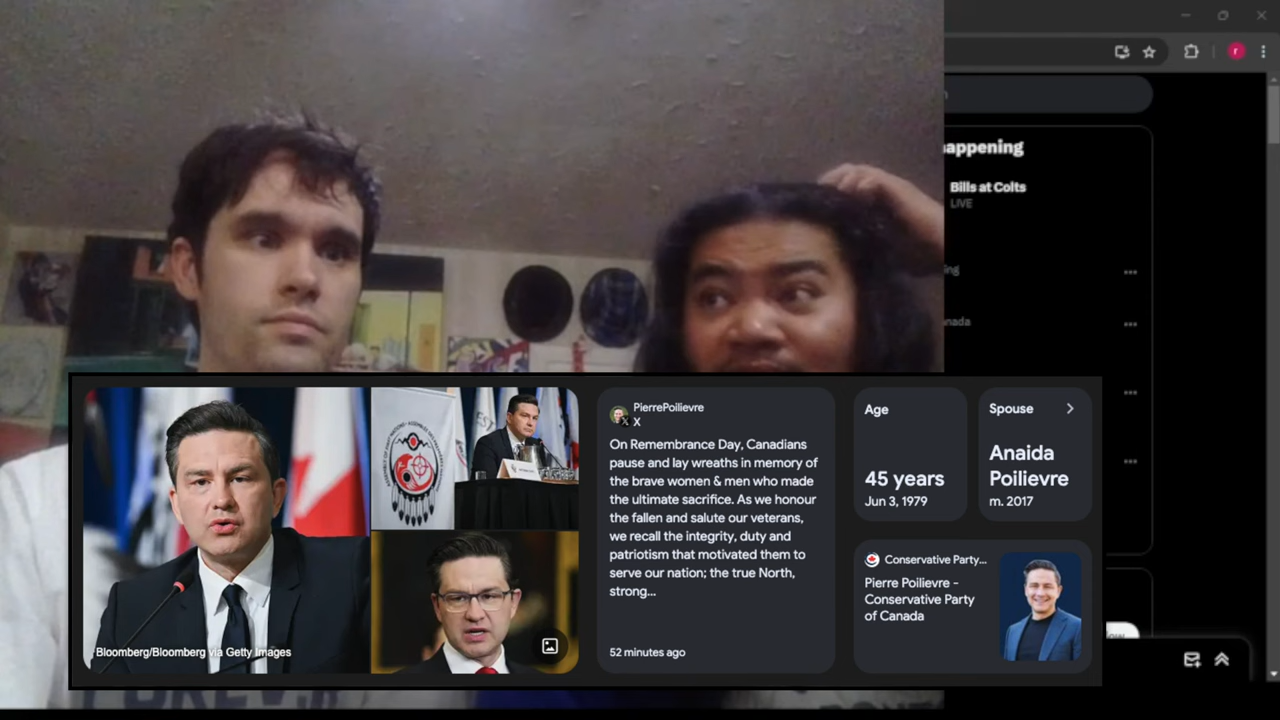 appening
Bills at Colts
LIVE
ing
anada
PierrePoilievre
X
On Remembrance Day, Canadians
pause and lay wreaths in memory of
the brave women & men who made
the ultimate sacrifice. As we honour
the fallen and salute our veterans,
we recall the integrity, duty and
patriotism that motivated them to
serve our nation; the true North,
strong...
52 minutes ago
Age
45 years
Jun 3, 1979
Spouse
Anaida
Poilievre
m. 2017
Conservative Party...
Pierre Poilievre -
Conservative Party
of Canada
Bloomberg/Bloomberg via Getty Images
r